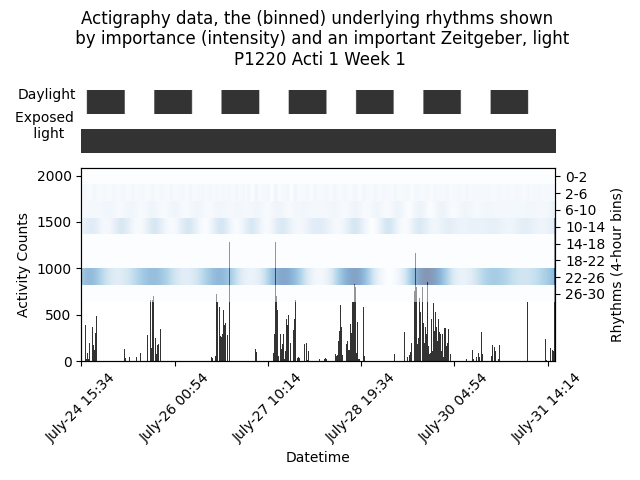 Actigraphy data, the (binned) underlying rhythms shown
by importance (intensity) and an important Zeitgeber, light
P1220 Acti 1 Week 1
Daylight
Exposed
light
2000
1500
1000
500
0
Activity Counts
0-2
2-6
6-10
10-14
14-18
18-22
22-26
26-30
Rhythms (4-hour bins)
July-24 15:34
July-26 00:54
July-27 10:14
July-28 19:34
July-30 04:54
July-31 14:14
Datetime